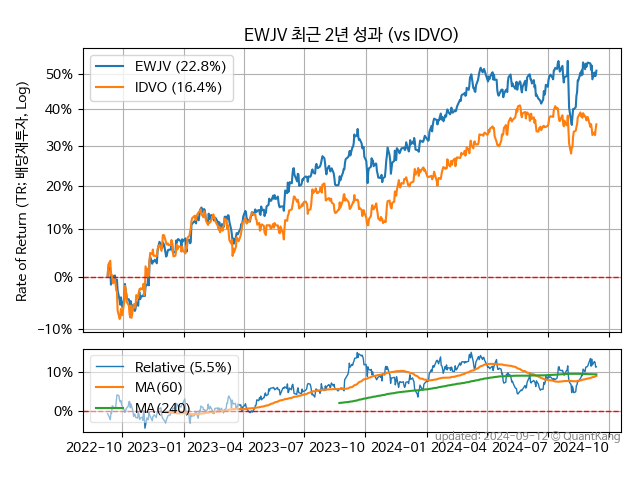 EWJV 최근 2년 성과 (vs IDVO)
Rate of Return (TR: 배당재투자, Log)
50%
40%
30%
20%
10%
0%
−10%
EWJV (22.8%)
IDVO (16.4%)
10%
0%
Relative (5.5%)
MA(60)
MA(240)
2022-10 2023-01 2023-04 2023-07 2023-10 2024-01 2024-04 2024-07 2024-10
updated: 2024-09-12 © QuantKang